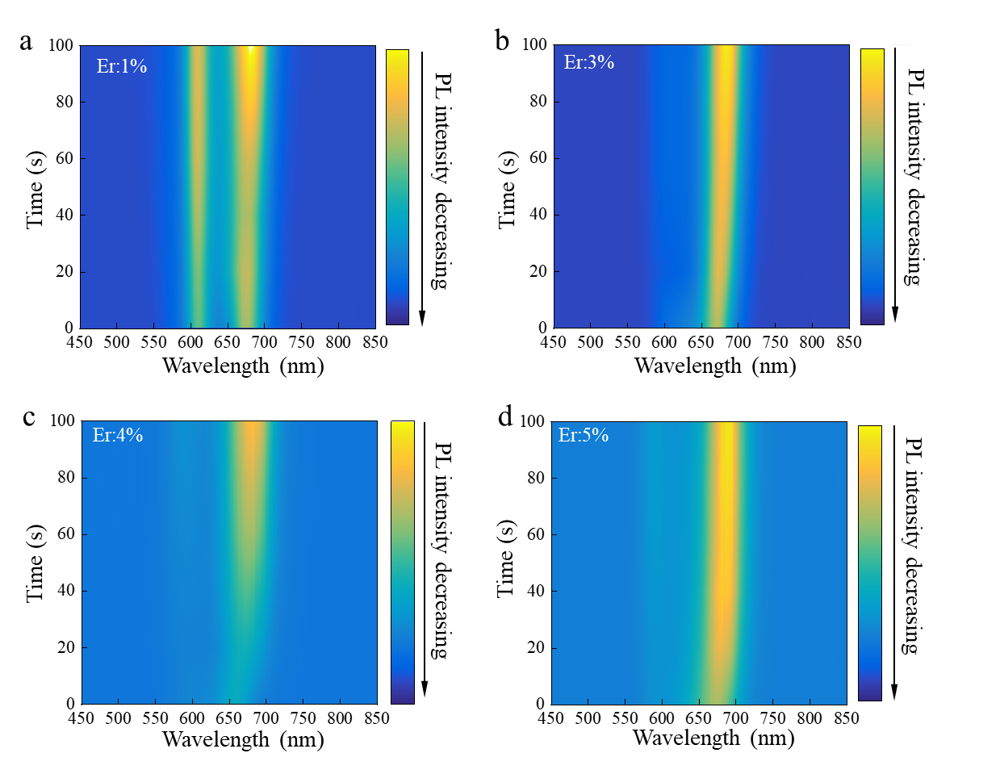 a
Er:1%
100
80
60
40
20
0
Time (s)
450 500 550 600 650 700 750 800 850
Wavelength (nm)
PL intensity decreasing
b
Er:3%
100
80
60
40
20
0
Time (s)
450 500 550 600 650 700 750 800 850
Wavelength (nm)
PL intensity decreasing
c
Er:4%
100
80
60
40
20
0
Time (s)
450 500 550 600 650 700 750 800 850
Wavelength (nm)
PL intensity decreasing
d
Er:5%
100
80
60
40
20
0
Time (s)
450 500 550 600 650 700 750 800 850
Wavelength (nm)
PL intensity decreasing